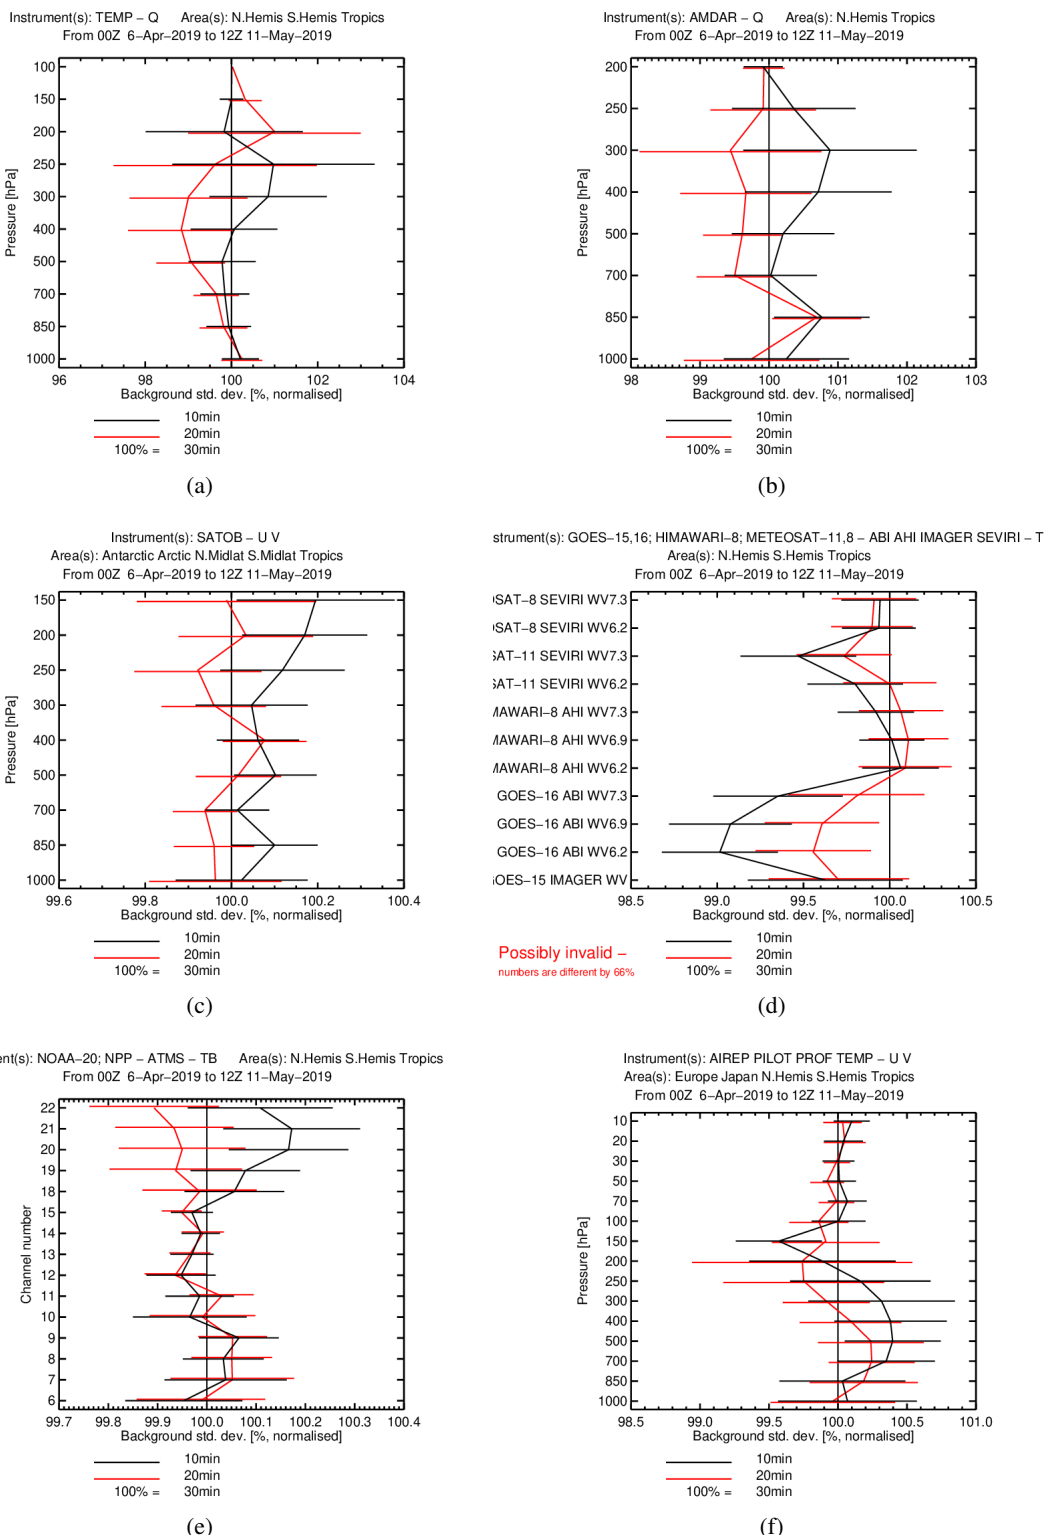 Instrument(s): TEMP − Q Area(s): N.Hemis S.Hemis Tropics
From 00Z 6−Apr−2019 to 12Z 11−May−2019
100
150
200
250
300
400
500
700
850
1000
Pressure [hPa]
96 98 100 102 104
Background std. dev. [%, normalised]
10min
20min
100% = 30min
(a)
Instrument(s): AMDAR − Q Area(s): N.Hemis S.Hemis Tropics
From 00Z 6−Apr−2019 to 12Z 11−May−2019
200
250
300
400
500
700
850
1000
Pressure [hPa]
98 99 100 101 102 103
Background std. dev. [%, normalised]
10min
20min
100% = 30min
(b)
Instrument(s): SATOB − U V
Area(s): Antarctic Arctic N.Midlat S.Midlat Tropics
From 00Z 6−Apr−2019 to 12Z 11−May−2019
150
200
250
300
400
500
700
850
1000
Pressure [hPa]
99.6 99.8 100.0 100.2 100.4
Background std. dev. [%, normalised]
10min
20min
100% = 30min
(c)
strument(s): GOES−15,16; HIMAWARI−8; METEOSAT−11,8 − ABI AHI IMAGER SEVIRI − T
Area(s): N.Hemis S.Hemis Tropics
From 00Z 6−Apr−2019 to 12Z 11−May−2019
OSAT−8 SEVIRI WV7.3
OSAT−8 SEVIRI WV6.2
SAT−11 SEVIRI WV7.3
SAT−11 SEVIRI WV6.2
MAWARI−8 AHI WV7.3
MAWARI−8 AHI WV6.9
MAWARI−8 AHI WV6.2
GOES−16 ABI WV7.3
GOES−16 ABI WV6.9
GOES−16 ABI WV6.2
GOES−15 IMAGER WV
98.5 99.0 99.5 100.0 100.5
Background std. dev. [%, normalised]
Possibly invalid −
numbers are different by 66%
10min
20min
100% = 30min
(d)
ent(s): NOAA−20; NPP − ATMS − TB Area(s): N.Hemis S.Hemis Tropics
From 00Z 6−Apr−2019 to 12Z 11−May−2019
22
21
20
19
18
15
14
13
12
11
10
9
8
7
6
Channel number
99.7 99.8 99.9 100.0 100.1 100.2 100.3 100.4
Background std. dev. [%, normalised]
10min
20min
100% = 30min
(e)
Instrument(s): AIREP PILOT PROF TEMP − U V
Area(s): Europe Japan N.Hemis S.Hemis Tropics
From 00Z 6−Apr−2019 to 12Z 11−May−2019
10
20
30
50
70
100
150
200
250
300
400
500
700
850
1000
Pressure [hPa]
98.5 99.0 99.5 100.0 100.5 101.0
Background std. dev. [%, normalised]
10min
20min
100% = 30min
(f)